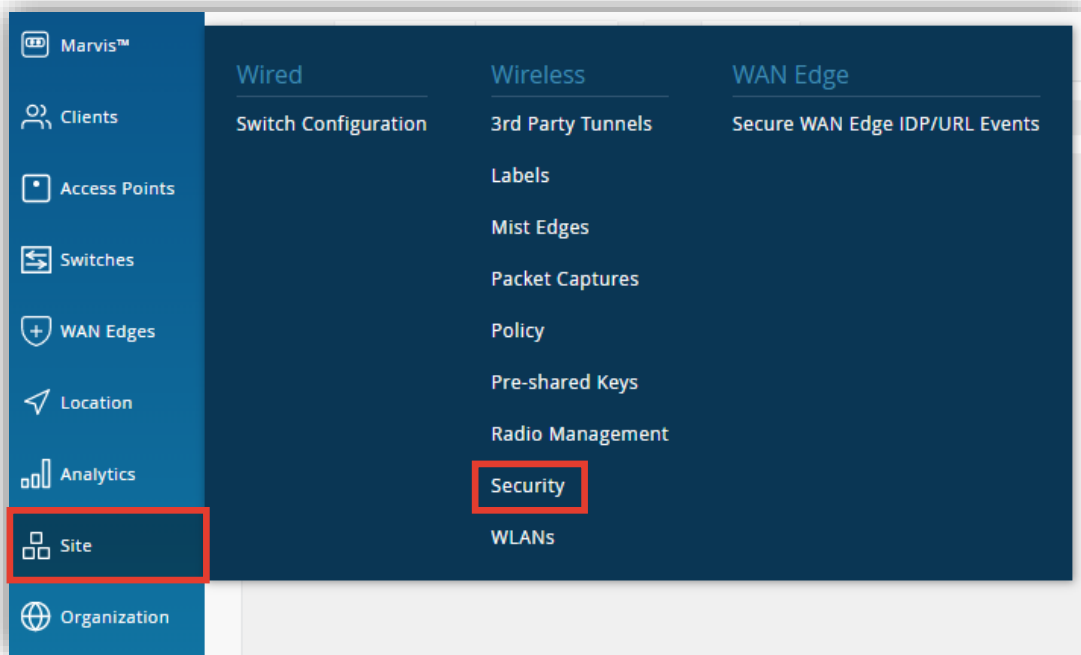 Marvis™
Clients
Access Points
Switches
WAN Edges
Location
Analytics
Site
Organization
Wired
Switch Configuration
Wireless
3rd Party Tunnels
Labels
Mist Edges
Packet Captures
Policy
Pre-shared Keys
Radio Management
Security
WLANs
WAN Edge
Secure WAN Edge IDP/URL Events